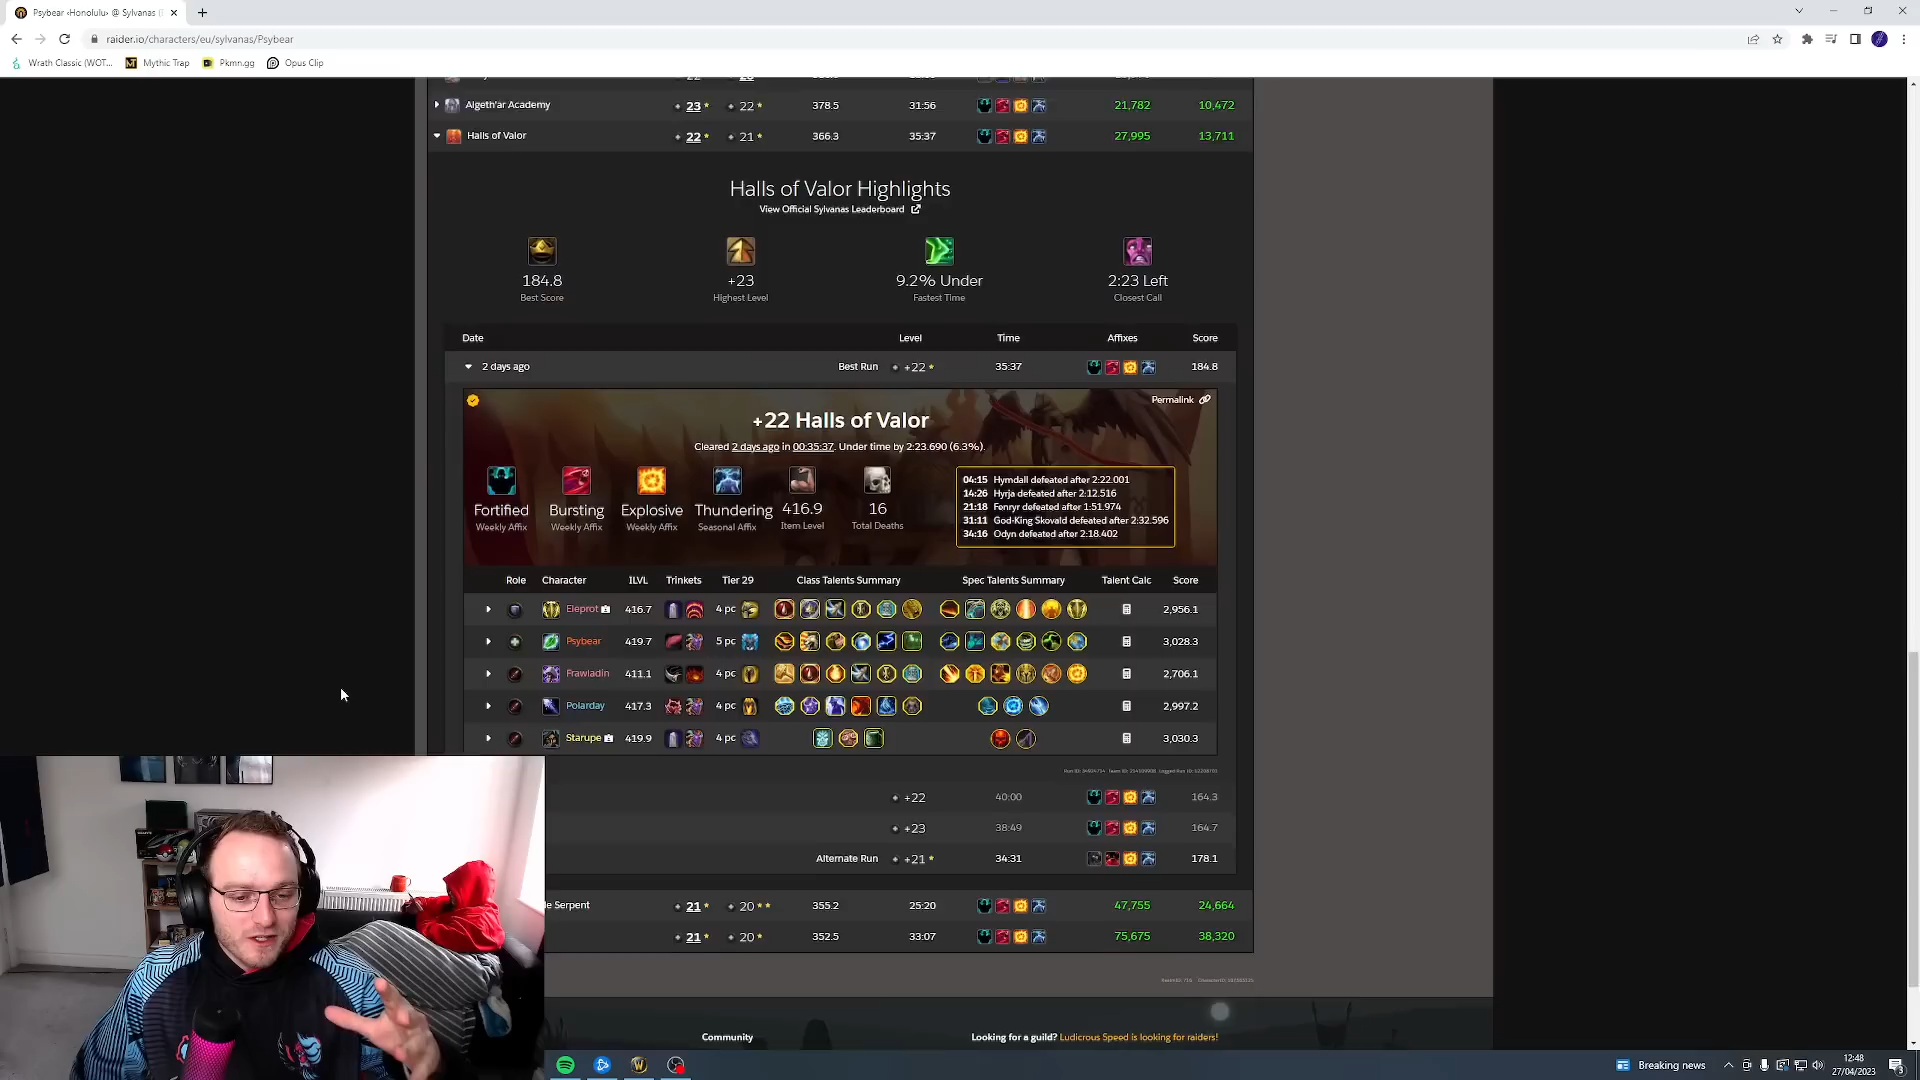 Psybear ‹Honolulu› @ Sylvanas (
raider.io/characters/eu/sylvanas/Psybear
Wrath Classic (WOT... Mythic Trap Pkmn.gg Opus Clip
Algeth'ar Academy 23 * 22 * 378.5 31:56 21,782 10,472
Halls of Valor 22 * 21 * 366.3 35:37 27,995 13,711
Halls of Valor Highlights
View Official Sylvanas Leaderboard
184.8 +23 9.2% Under 2:23 Left
Best Score Highest Level Fastest Time Closest Call
Date Level Time Affixes Score
2 days ago Best Run +22 * 35:37 184.8
Permalink
+22 Halls of Valor
Cleared 2 days ago in 00:35:37. Under time by 2:23.690 (6.3%).
Fortified Bursting Explosive Thundering 416.9 16
Weekly Affix Weekly Affix Weekly Affix Seasonal Affix Item Level Total Deaths
04:15 Hymdall defeated after 2:22.001
14:26 Hyrja defeated after 2:12.516
21:18 Fenryr defeated after 1:51.974
31:11 God-King Skovald defeated after 2:32.596
34:16 Odyn defeated after 2:18.402
Role Character ILVL Trinkets Tier 29 Class Talents Summary Spec Talents Summary Talent Calc Score
Eleprot 416.7 4 pc 2,956.1
Psybear 419.7 5 pc 3,028.3
Prawladin 411.1 4 pc 2,706.1
Polarday 417.3 4 pc 2,997.2
Starupe 419.9 4 pc 3,030.3
+22 40:00 164.3
+23 38:49 164.7
Alternate Run +21 * 34:31 178.1
de Serpent 21 * 20 ** 355.2 25:20 47,755 24,664
21 * 20 * 352.5 33:07 75,675 38,320
Community
Looking for a guild? Ludicrous Speed is looking for raiders!
Breaking news
12:48
27/04/2023
3